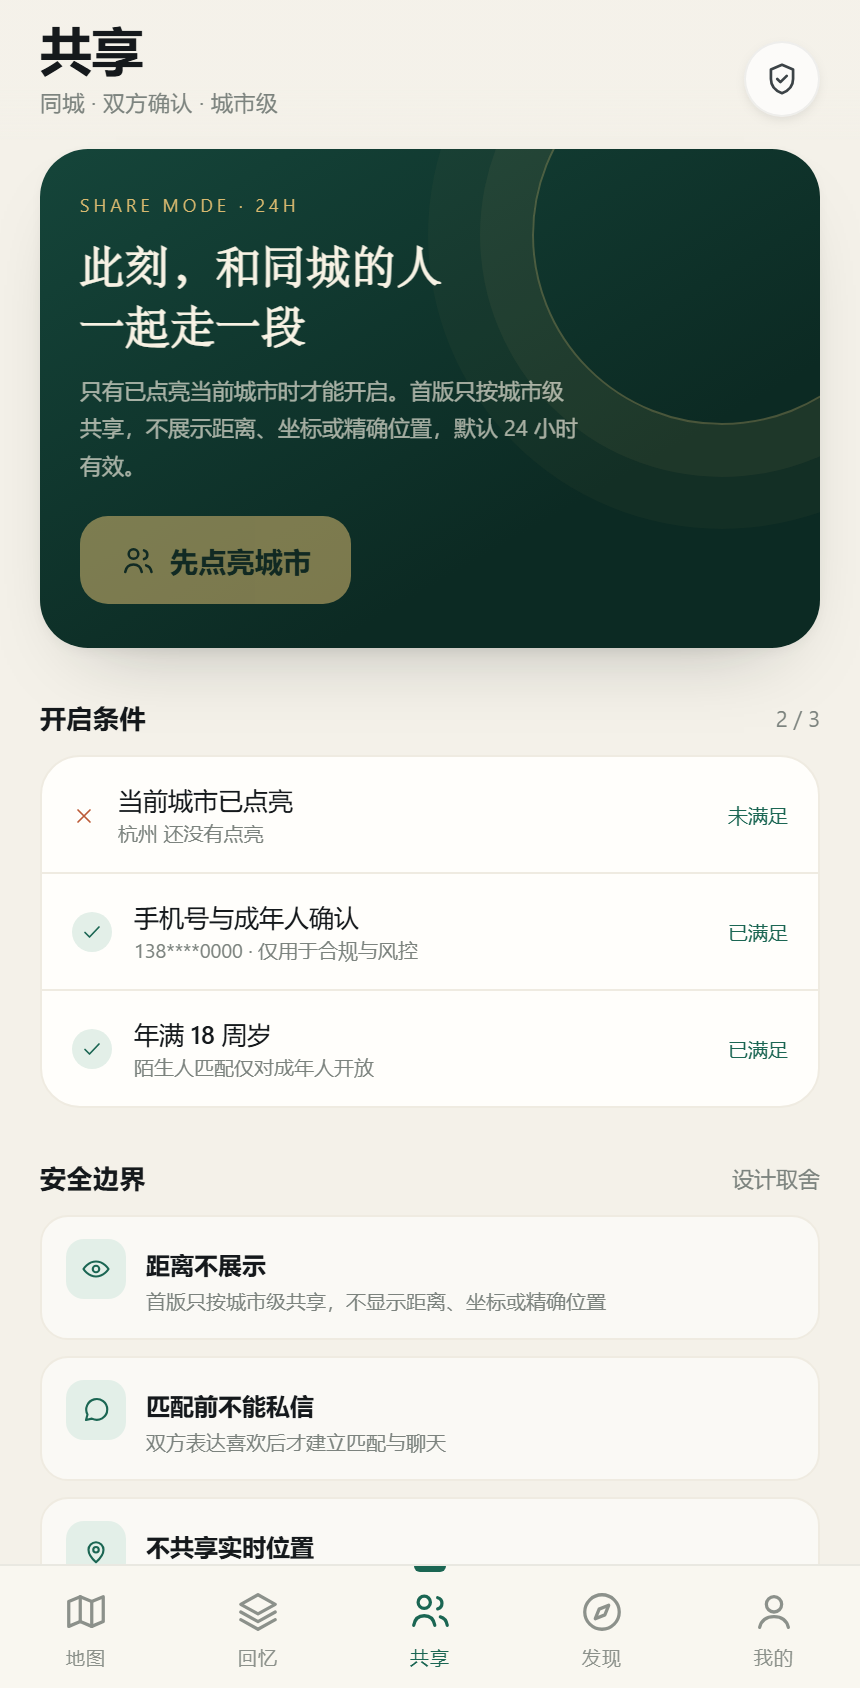 共享
同城 · 双方确认 · 城市级
SHARE MODE · 24H
此刻，和同城的人
一起走一段
只有已点亮当前城市时才能开启。首版只按城市级
共享，不展示距离、坐标或精确位置，默认 24 小时
有效。
先点亮城市
开启条件
2 / 3
当前城市已点亮
杭州 还没有点亮
未满足
手机号与成年人确认
138****0000 · 仅用于合规与风控
已满足
年满 18 周岁
陌生人匹配仅对成年人开放
已满足
安全边界
设计取舍
距离不展示
首版只按城市级共享，不显示距离、坐标或精确位置
匹配前不能私信
双方表达喜欢后才建立匹配与聊天
不共享实时位置
地图
回忆
共享
发现
我的